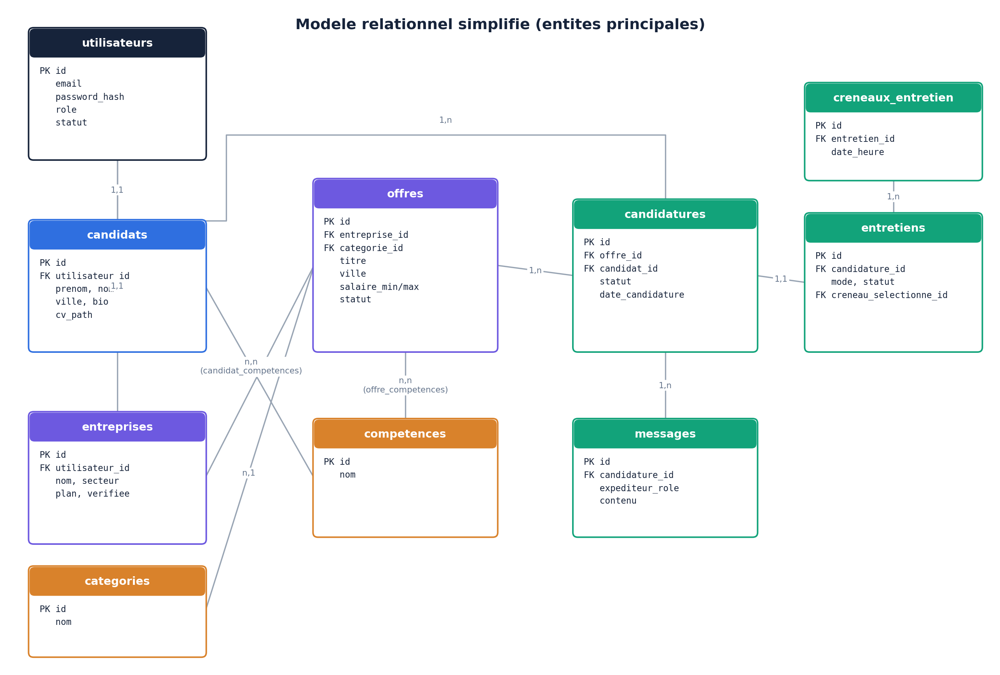 Modele relationnel simplifie (entites principales)
utilisateurs
PK id
email
password_hash
role
statut
1,1
candidats
PK id
FK utilisateur_id
prenom,
1,1
ville, bio
cv_path
entreprises
PK id
FK utilisateur_id
nom, secteur
plan, verifiee
categories
PK id
nom
1,n
n,n
(candidat_competences)
n,1
offres
PK id
FK entreprise_id
FK categorie_id
titre
ville
salaire_min/max
statut
n,n
(offre_competences)
competences
PK id
nom
1,n
candidatures
PK id
FK offre_id
FK candidat_id
statut
date_candidature
1,n
messages
PK id
FK candidature_id
expediteur_role
contenu
1,1
creneaux_entretien
PK id
FK entretien_id
date_heure
1,n
entretiens
PK id
FK candidature_id
mode, statut
FK creneau_selectionne_id